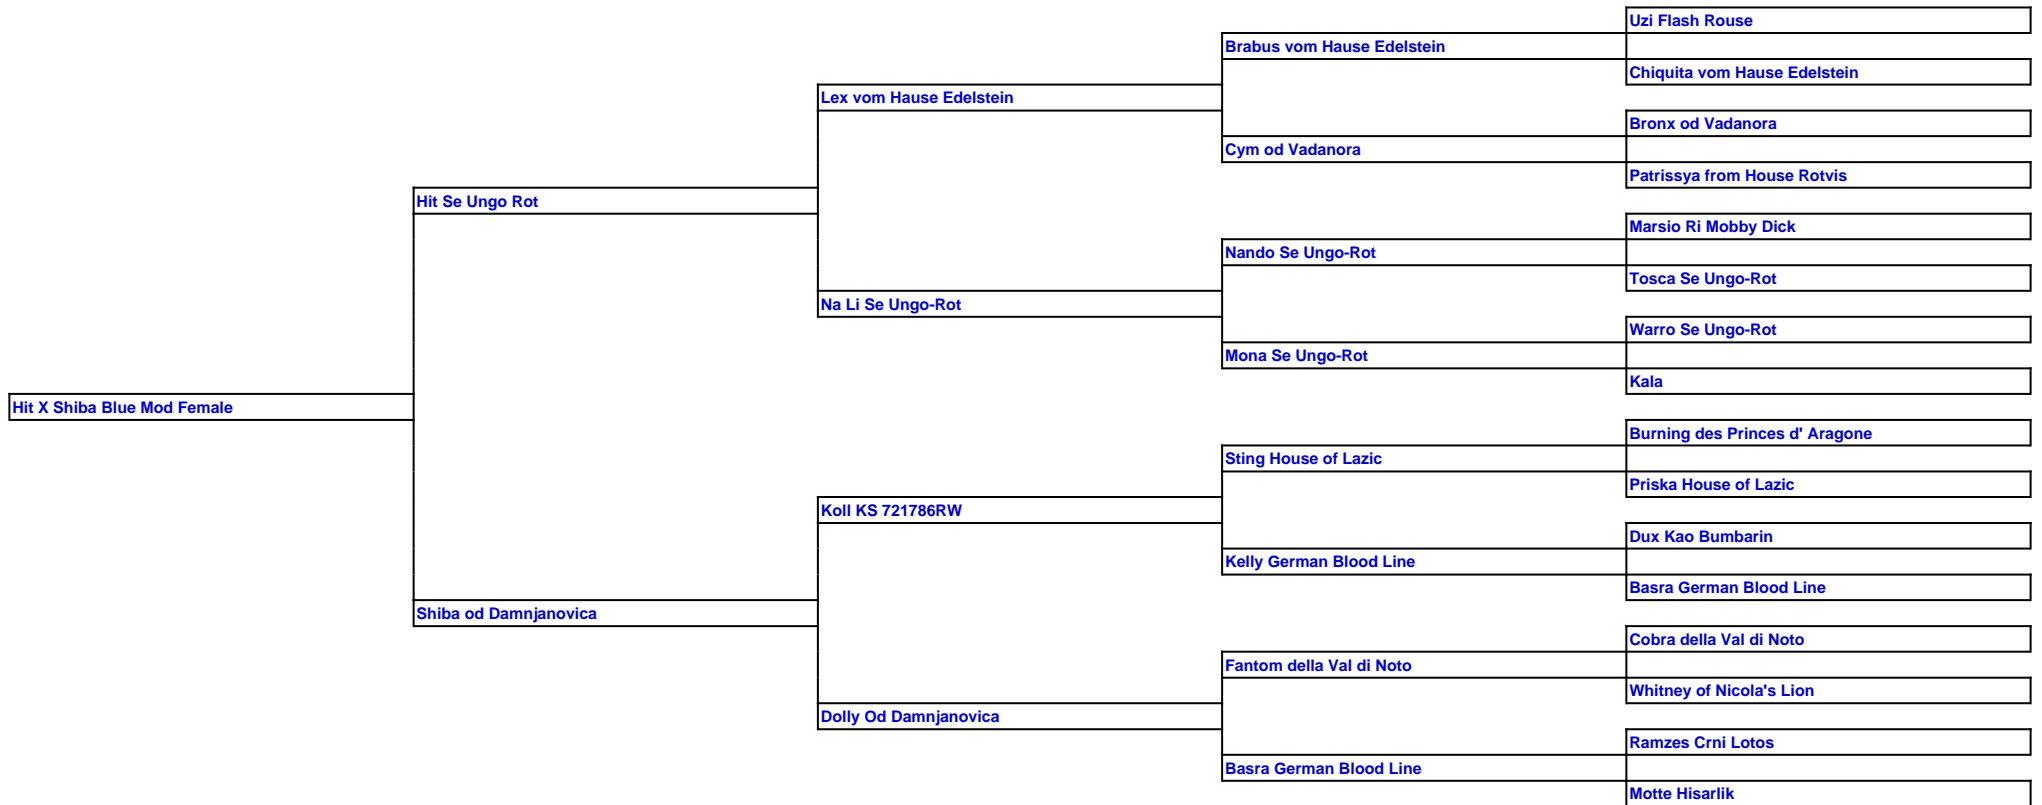 Uzi Flash Rouse
Brabus vom Hause Edelstein
Chiquita vom Hause Edelstein
Lex vom Hause Edelstein
Bronx od Vadanora
Cym od Vadanora
Patrissya from House Rotvis
Hit Se Ungo Rot
Marsio Ri Mobby Dick
Nando Se Ungo-Rot
Tosca Se Ungo-Rot
Na Li Se Ungo-Rot
Warro Se Ungo-Rot
Mona Se Ungo-Rot
Kala
Hit X Shiba Blue Mod Female
Burning des Princes d' Aragone
Sting House of Lazic
Priska House of Lazic
Koll KS 721786RW
Dux Kao Bumbarin
Kelly German Blood Line
Basra German Blood Line
Shiba od Damnjanovica
Cobra della Val di Noto
Fantom della Val di Noto
Whitney of Nicola's Lion
Dolly Od Damnjanovica
Ramzes Crni Lotos
Basra German Blood Line
Motte Hisarlik